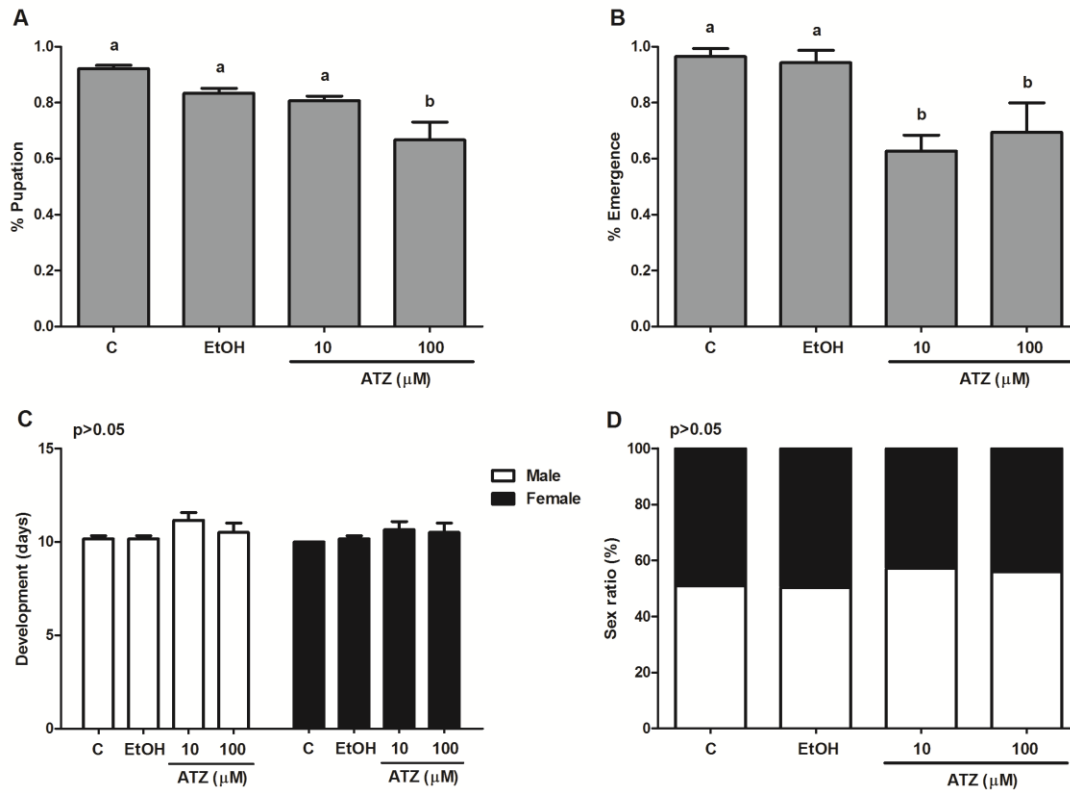 A
% Pupation
1.0
0.8
0.6
0.4
0.2
0.0
a
a
a
b
C EtOH 10 100
ATZ (μM)
B
% Emergence
1.0
0.8
0.6
0.4
0.2
0.0
a
a
b
b
C EtOH 10 100
ATZ (μM)
C
p>0.05
Development (days)
15
10
5
0
C EtOH 10 100 C EtOH 10 100
ATZ (μM) ATZ (μM)
Male
Female
D
p>0.05
Sex ratio (%)
100
80
60
40
20
0
C EtOH 10 100
ATZ (μM)